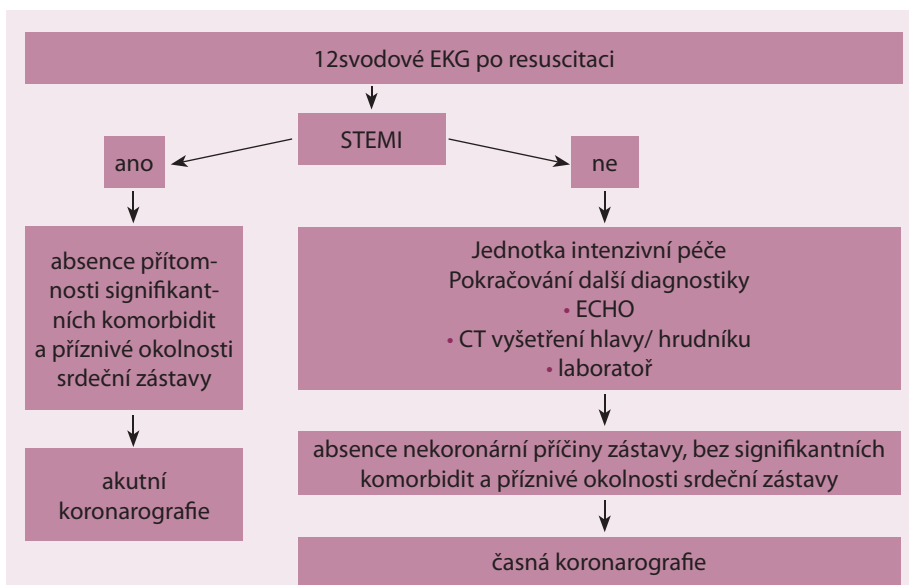 12svodové EKG po resuscitaci
STEMI
ano
ne
absence přítom-
nosti signifikant-
ních komorbidit
a příznivé okolnosti
srdeční zástavy
akutní
koronarografie
Jednotka intenzivní péče
Pokračování další diagnostiky
• ECHO
• CT vyšetření hlavy/ hrudníku
• laboratoř
absence nekoronární příčiny zástavy, bez signifikantních
komorbidit a příznivé okolnosti srdeční zástavy
časná koronarografie